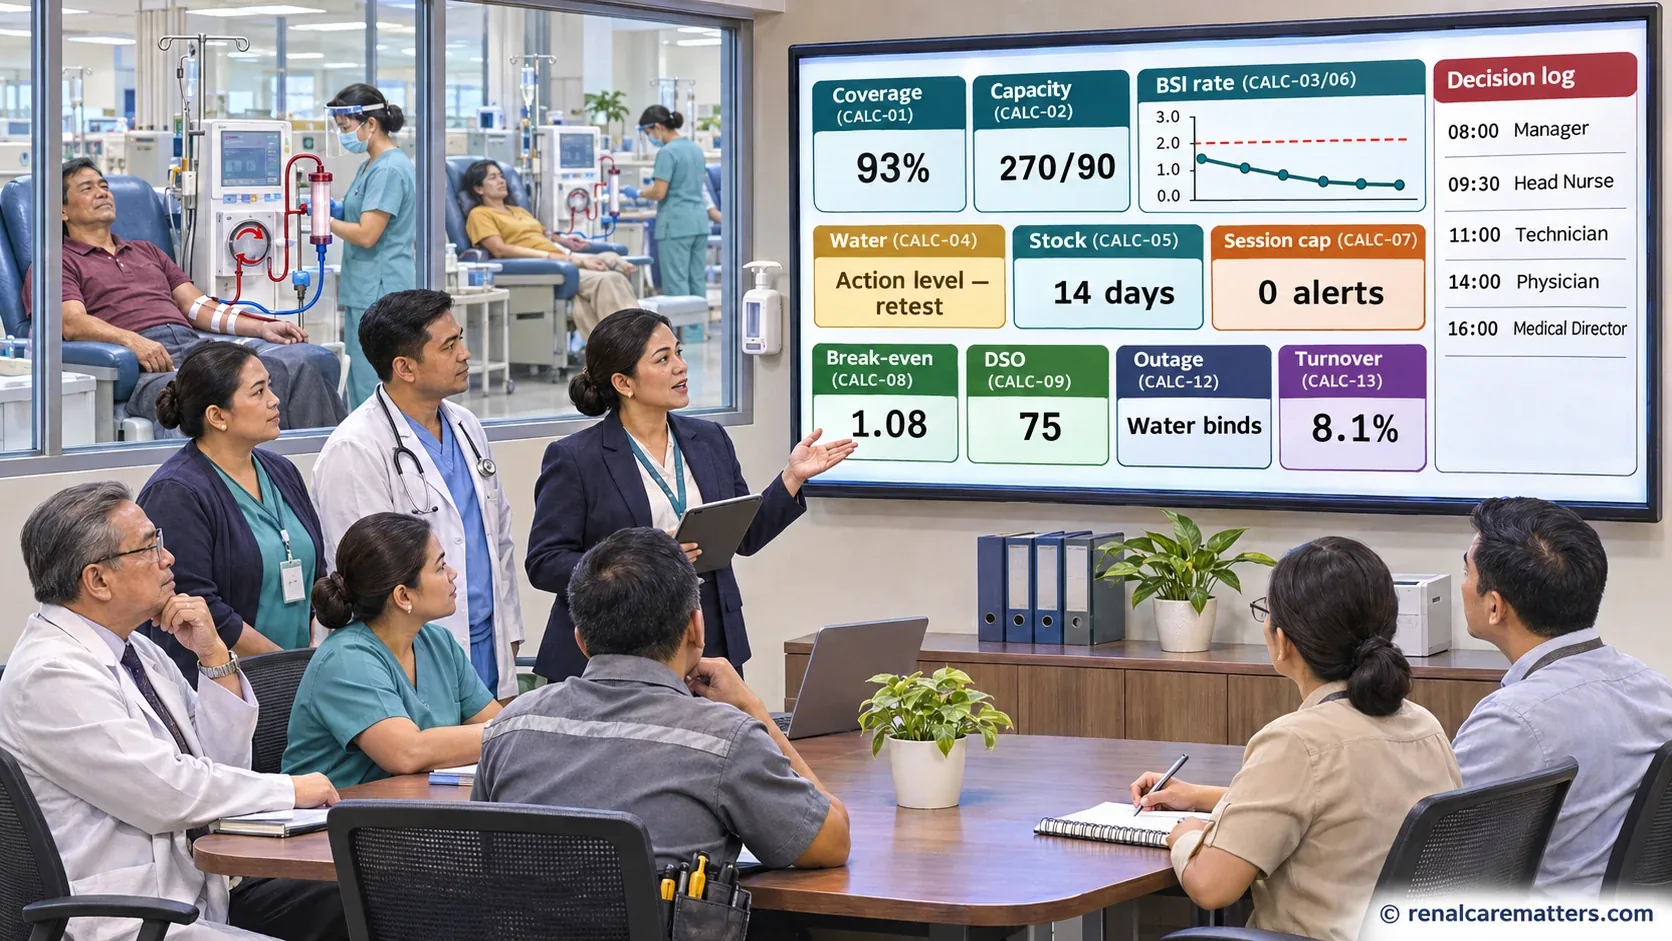 Coverage
(CALC-01)
93%
Capacity
(CALC-02)
270/90
BSI rate (CALC-03/06)
3.0
2.0
1.0
0.0
Decision log
08:00 Manager
09:30 Head Nurse
11:00 Technician
14:00 Physician
16:00 Medical Director
Water (CALC-04)
Action level —
retest
Stock (CALC-05)
14 days
Session cap (CALC-07)
0 alerts
Break-even
(CALC-08)
1.08
DSO
(CALC-09)
75
Outage
(CALC-12)
Water binds
Turnover
(CALC-13)
8.1%
© renalcarematters.com